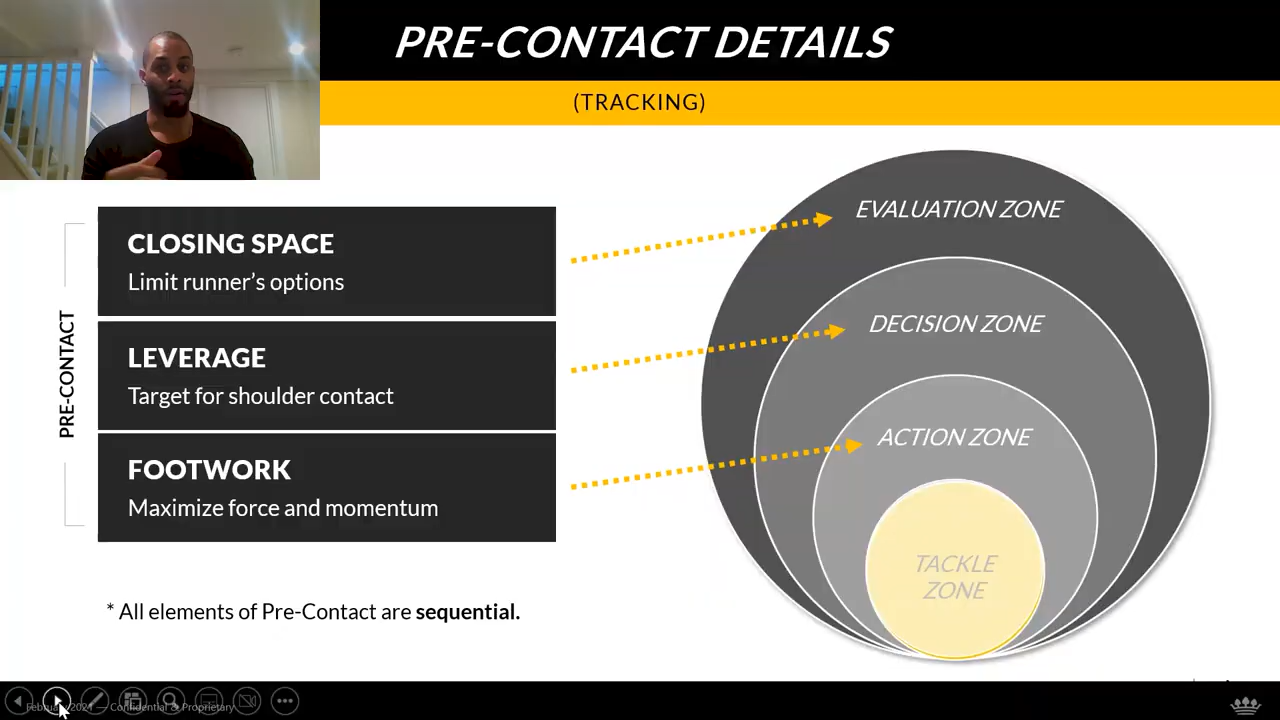 PRE-CONTACT DETAILS
(TRACKING)
PRE-CONTACT
CLOSING SPACE
Limit runner's options
LEVERAGE
Target for shoulder contact
FOOTWORK
Maximize force and momentum
* All elements of Pre-Contact are sequential.
EVALUATION ZONE
DECISION ZONE
ACTION ZONE
TACKLE
ZONE
February 2021 — Confidential & Proprietary